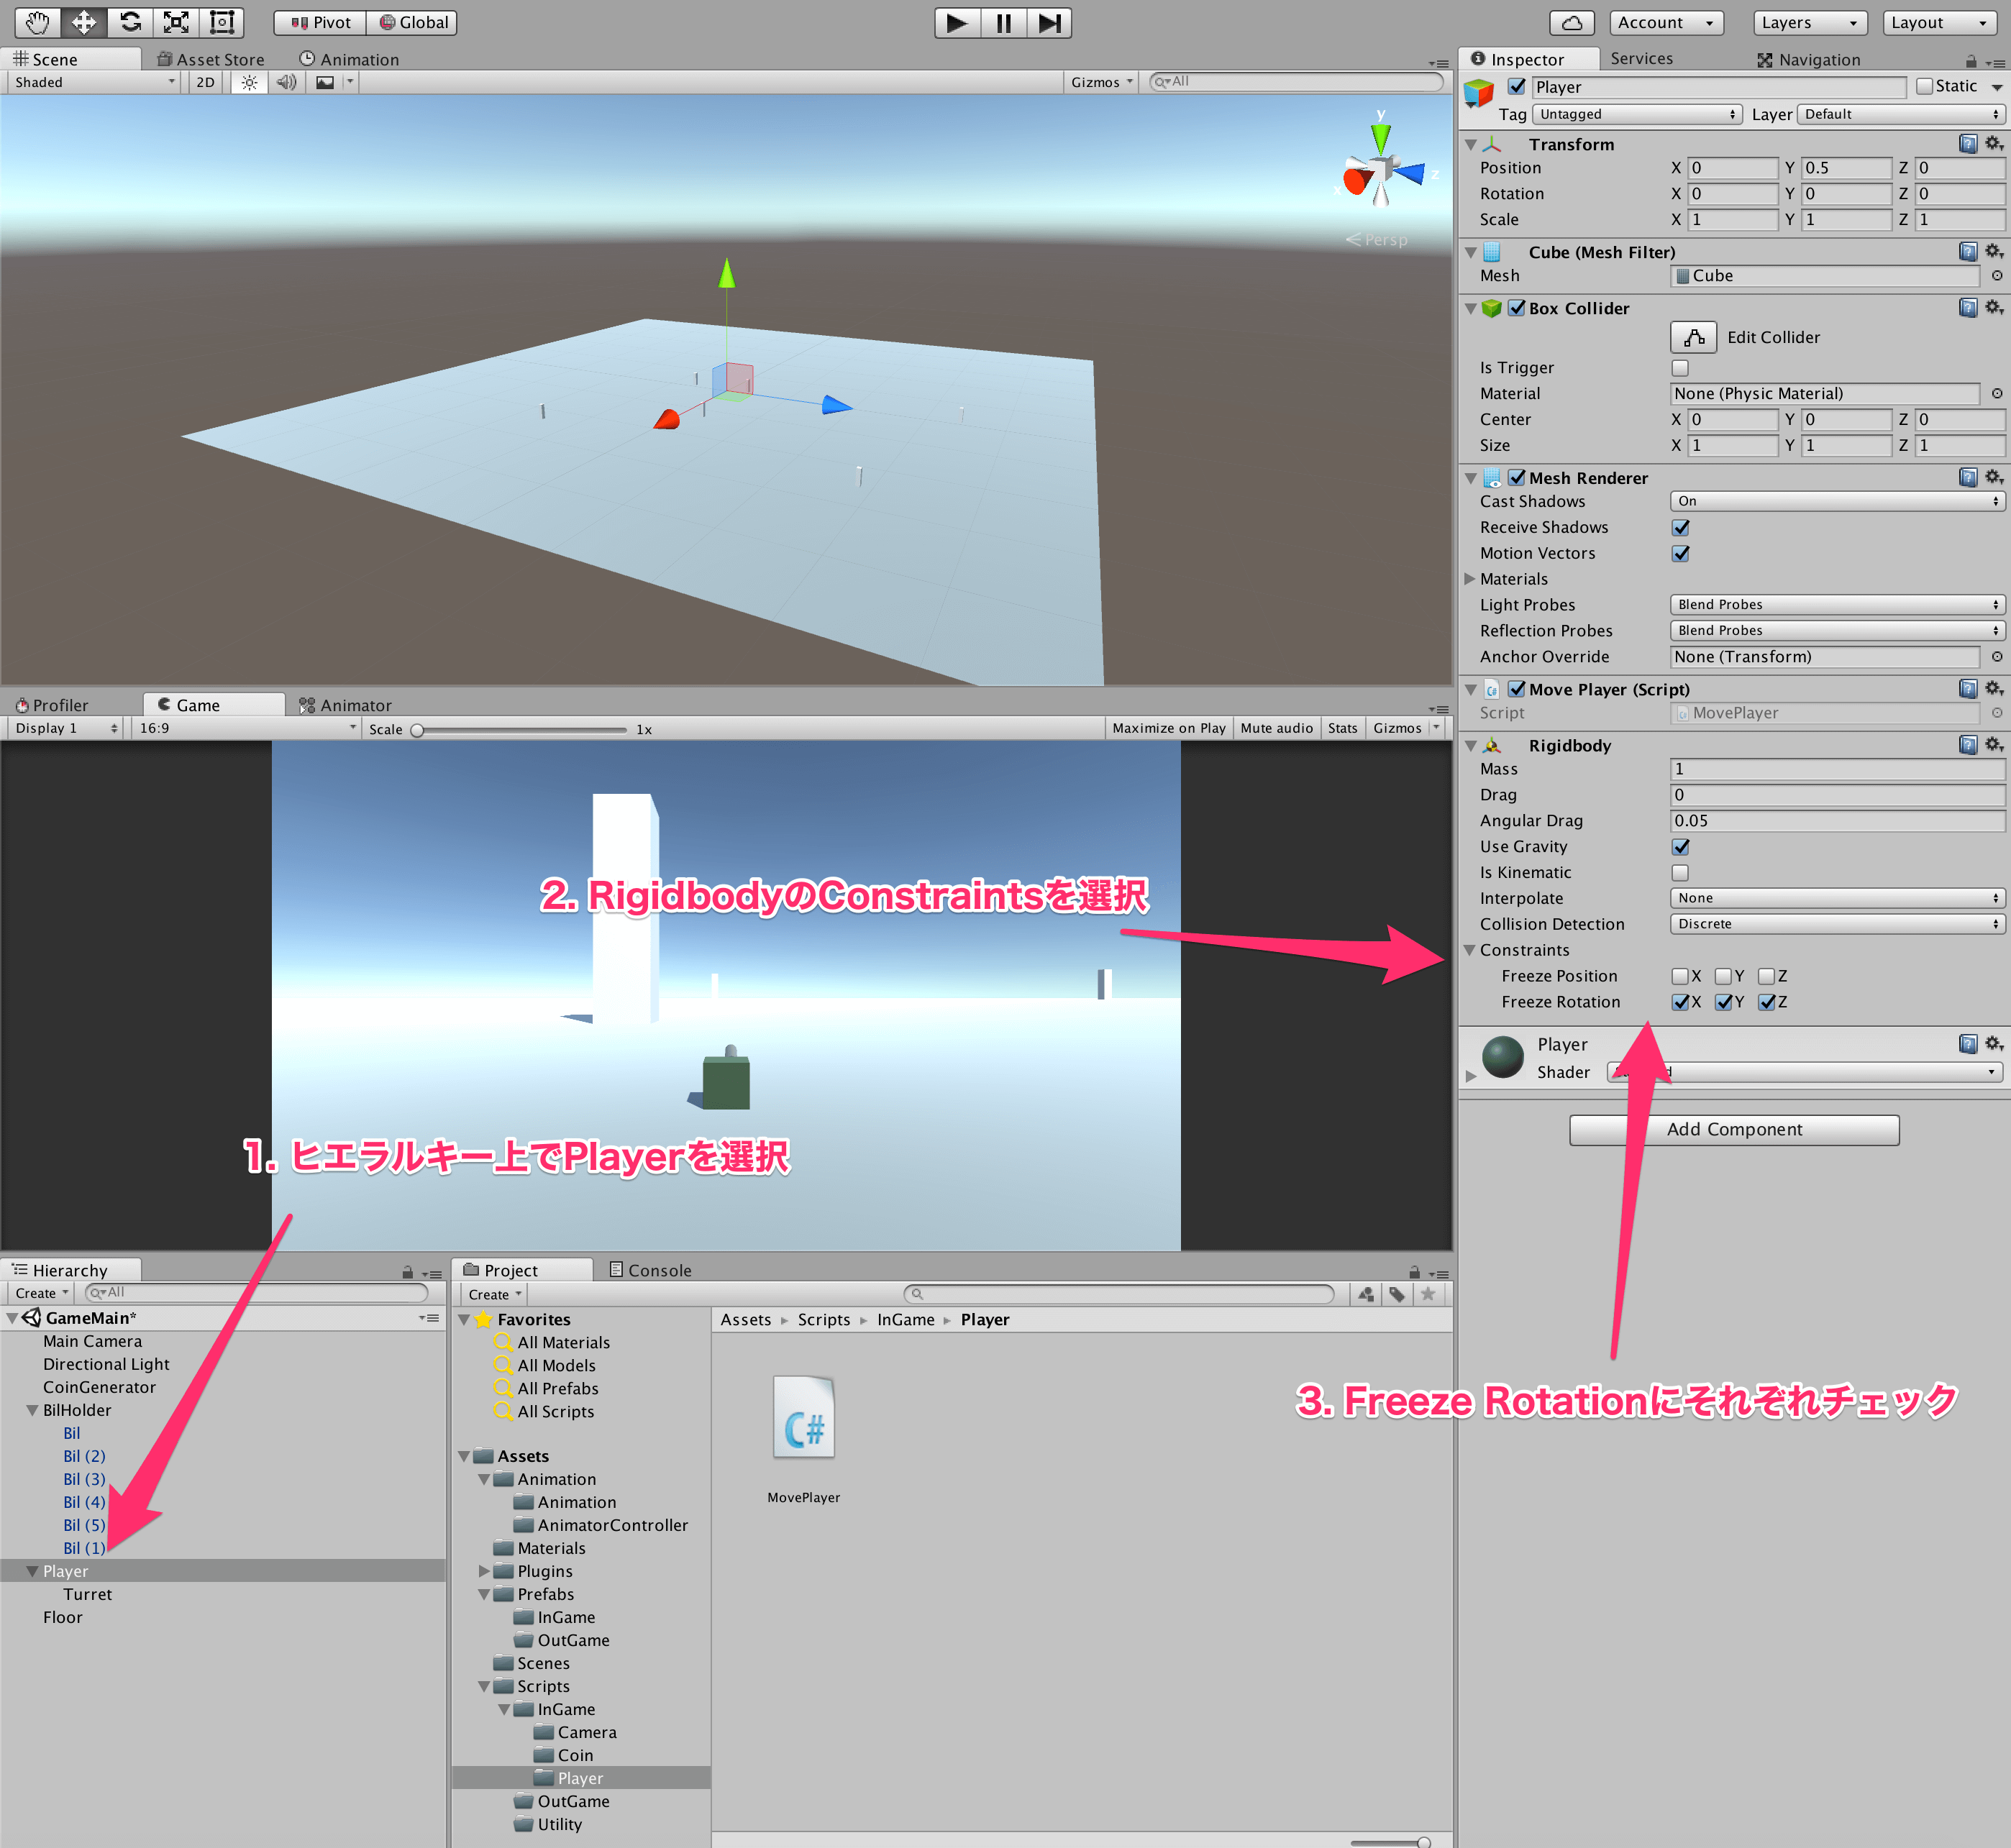 Pivot Global Account Layers Layout
Scene Asset Store Animation
Shaded 2D Gizmos All
y
x z
Persp
Profiler Game Animator
Display 1 16:9 Scale 1x Maximize on Play Mute audio Stats Gizmos
2. RigidbodyのConstraintsを選択
1. ヒエラルキー上でPlayerを選択
Hierarchy
Create All
GameMain*
Main Camera
Directional Light
CoinGenerator
BilHolder
Bil
Bil (2)
Bil (3)
Bil (4)
Bil (5)
Bil (1)
Player
Turret
Floor
Project Console
Create
Favorites
All Materials
All Models
All Prefabs
All Scripts
Assets
Animation
Animation
AnimatorController
Materials
Plugins
Prefabs
InGame
OutGame
Scenes
Scripts
InGame
Camera
Coin
Player
OutGame
Utility
Assets Scripts InGame Player
C#
MovePlayer
Inspector Services Navigation
Player Static
Tag Untagged Layer Default
Transform
Position X 0 Y 0.5 Z 0
Rotation X 0 Y 0 Z 0
Scale X 1 Y 1 Z 1
Cube (Mesh Filter)
Mesh Cube
Box Collider
Edit Collider
Is Trigger
Material None (Physic Material)
Center X 0 Y 0 Z 0
Size X 1 Y 1 Z 1
Mesh Renderer
Cast Shadows On
Receive Shadows
Motion Vectors
Materials
Light Probes Blend Probes
Reflection Probes Blend Probes
Anchor Override None (Transform)
Move Player (Script)
Script MovePlayer
Rigidbody
Mass 1
Drag 0
Angular Drag 0.05
Use Gravity
Is Kinematic
Interpolate None
Collision Detection Discrete
Constraints
Freeze Position X Y Z
Freeze Rotation X Y Z
Player
Shader
Add Component
3. Freeze Rotationにそれぞれチェック